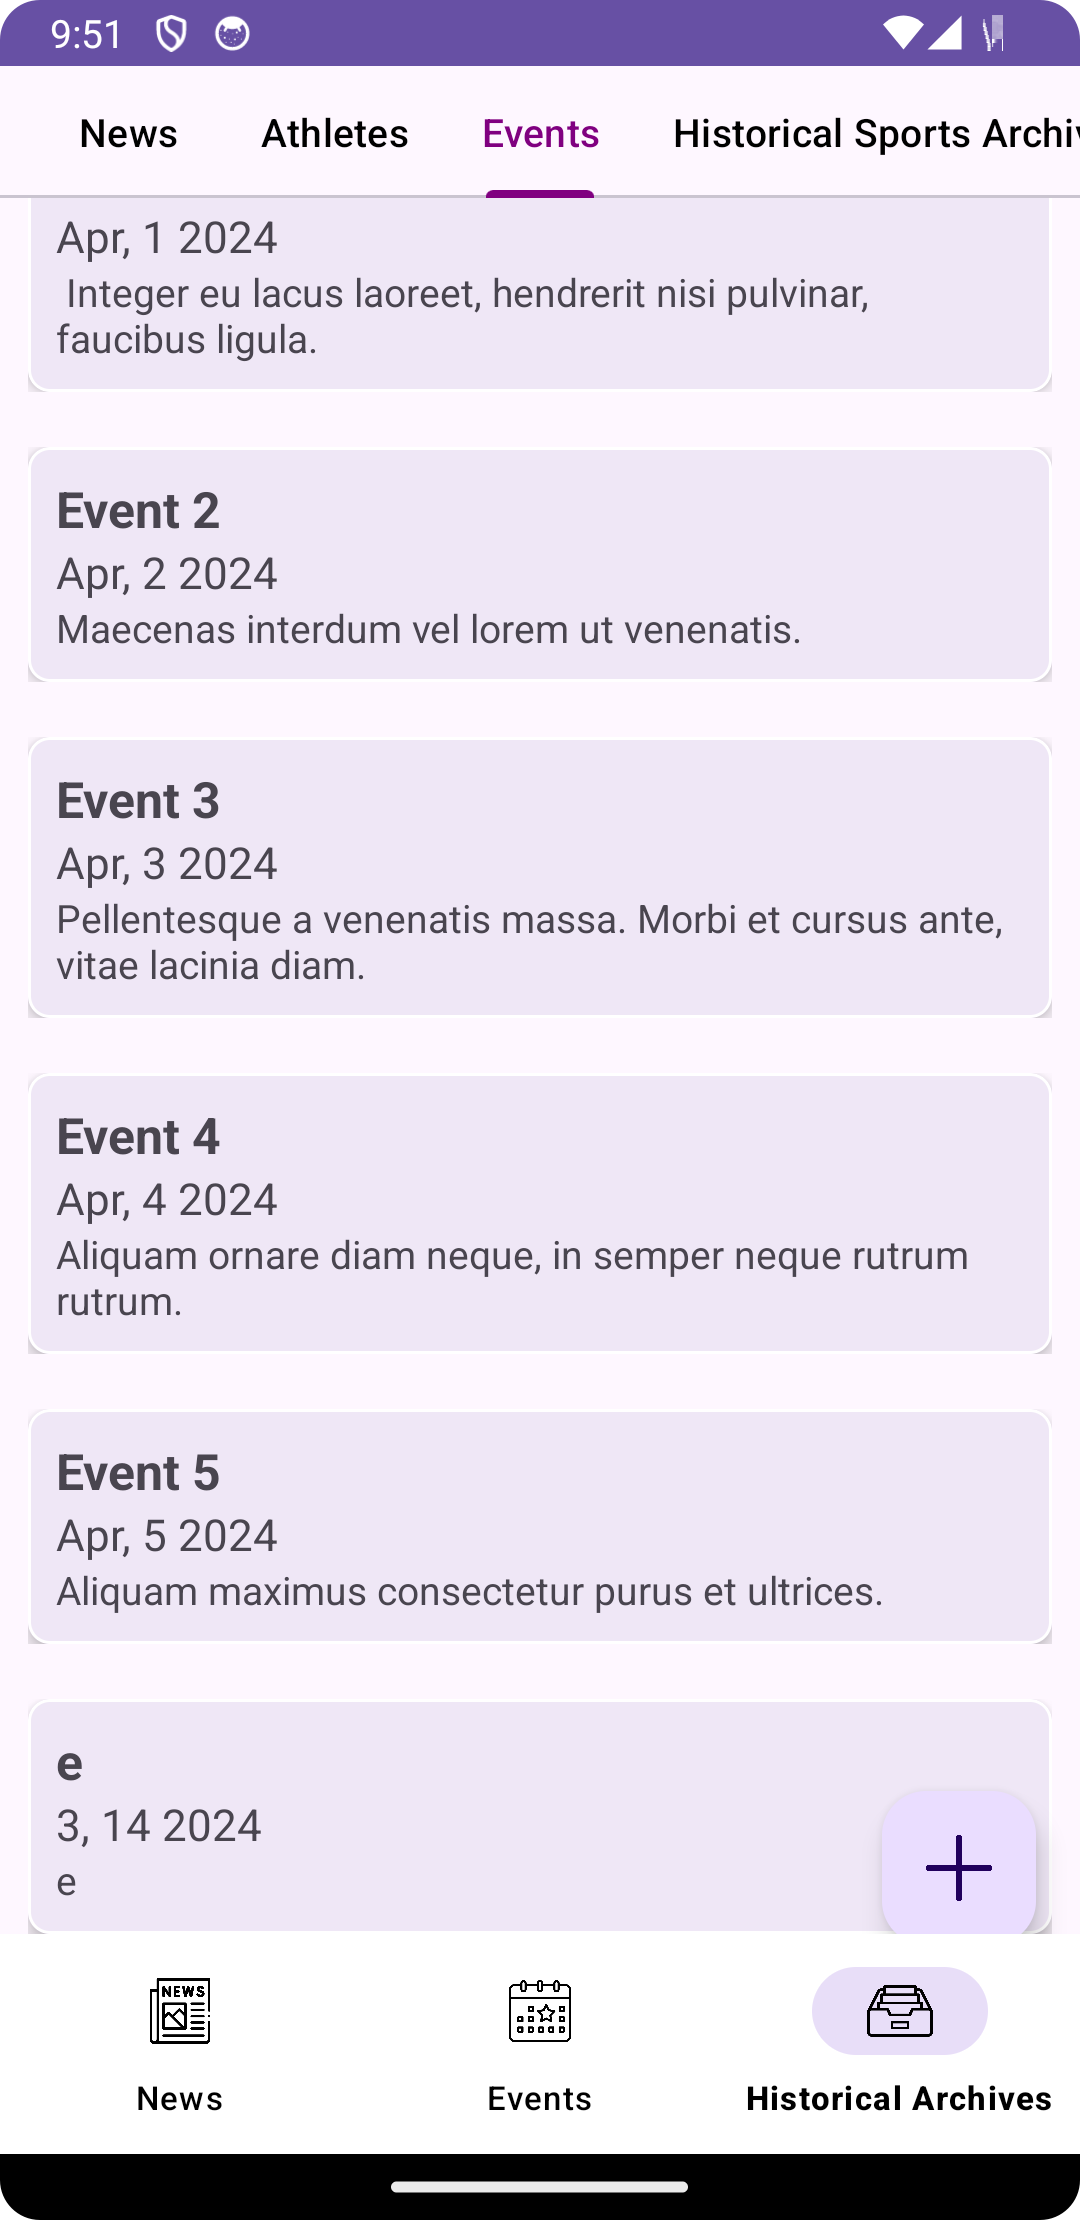 9:51
News Athletes Events Historical Sports Archiv
Apr, 1 2024
Integer eu lacus laoreet, hendrerit nisi pulvinar,
faucibus ligula.
Event 2
Apr, 2 2024
Maecenas interdum vel lorem ut venenatis.
Event 3
Apr, 3 2024
Pellentesque a venenatis massa. Morbi et cursus ante,
vitae lacinia diam.
Event 4
Apr, 4 2024
Aliquam ornare diam neque, in semper neque rutrum
rutrum.
Event 5
Apr, 5 2024
Aliquam maximus consectetur purus et ultrices.
e
3, 14 2024
e
NEWS
News Events Historical Archives